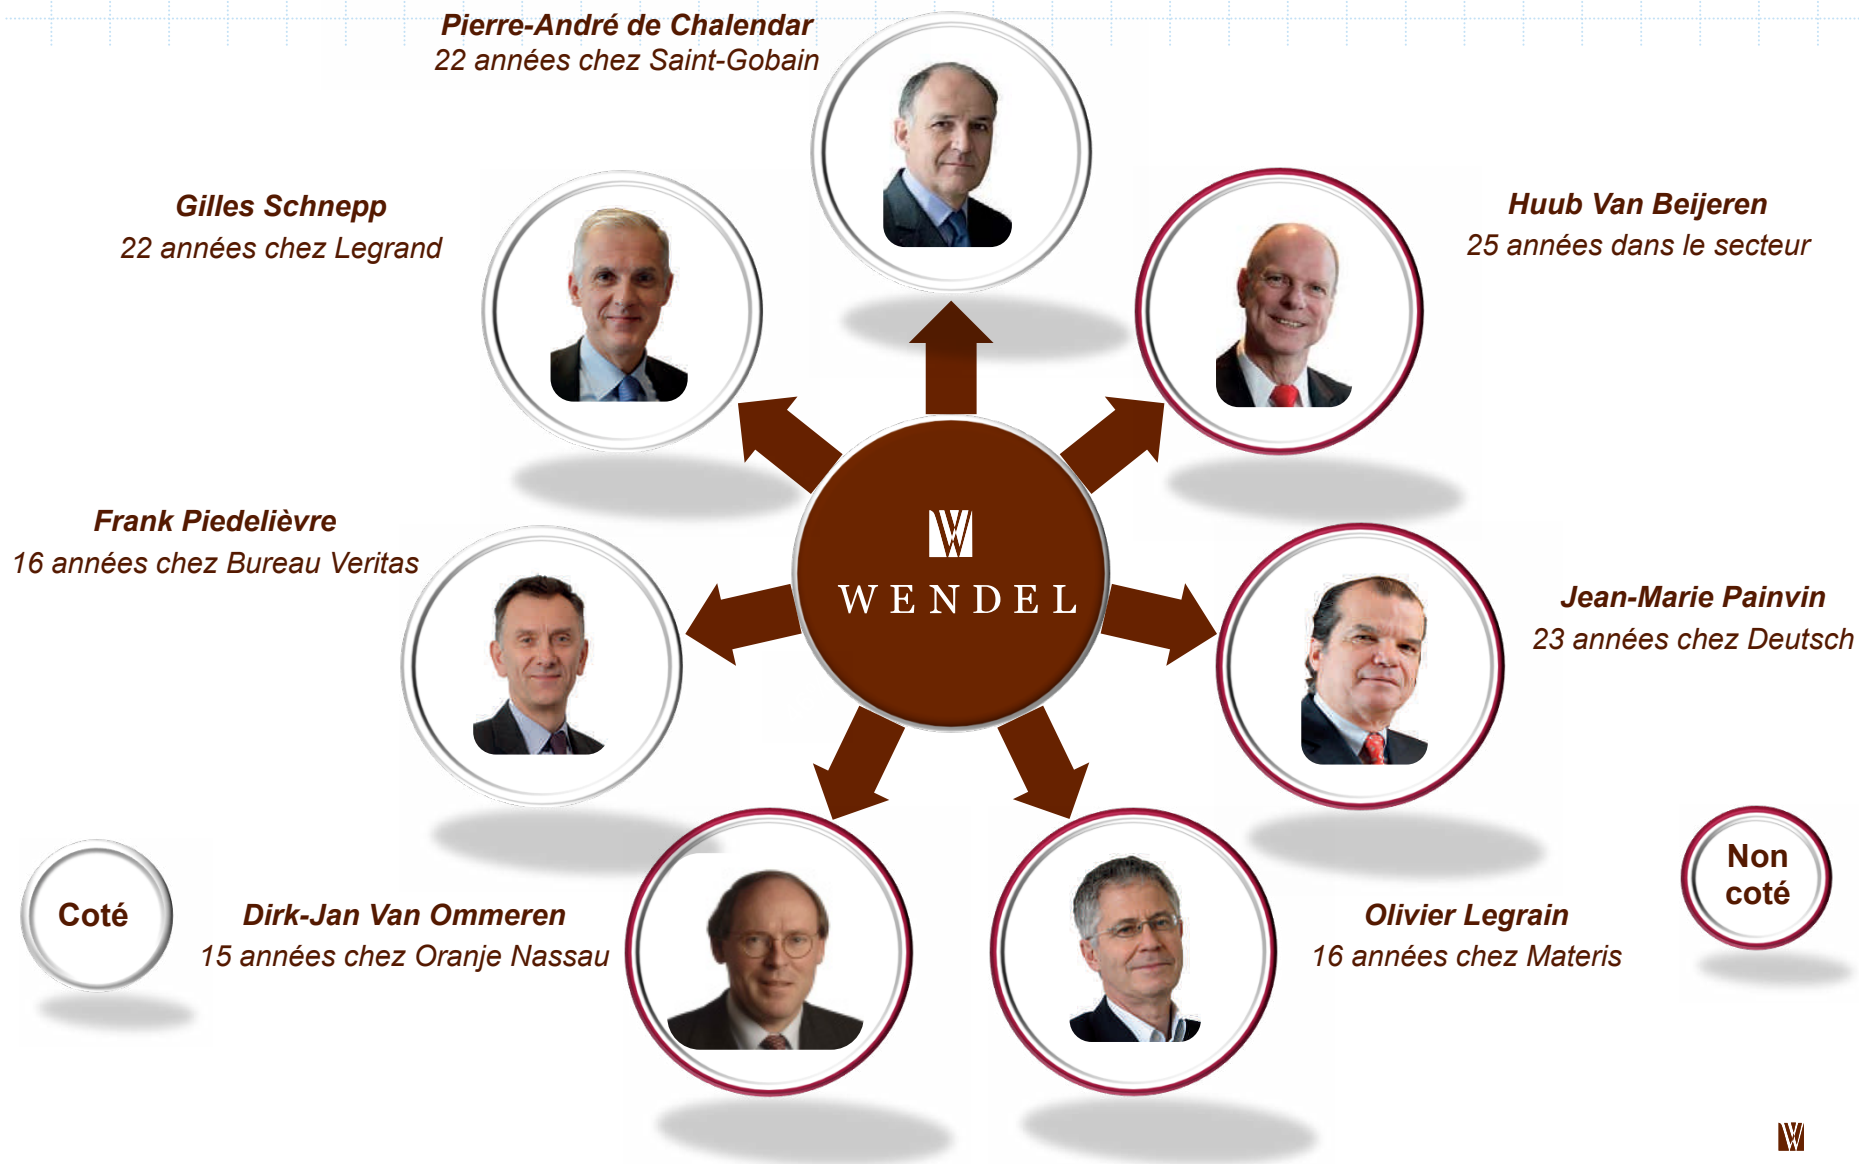 Pierre-André de Chalendar
22 années chez Saint-Gobain
Gilles Schnepp
22 années chez Legrand
Huub Van Beijeren
25 années dans le secteur
Frank Piedelièvre
16 années chez Bureau Veritas
WENDEL
Jean-Marie Painvin
23 années chez Deutsch
Coté
Dirk-Jan Van Ommeren
15 années chez Oranje Nassau
Olivier Legrain
16 années chez Materis
Non
coté